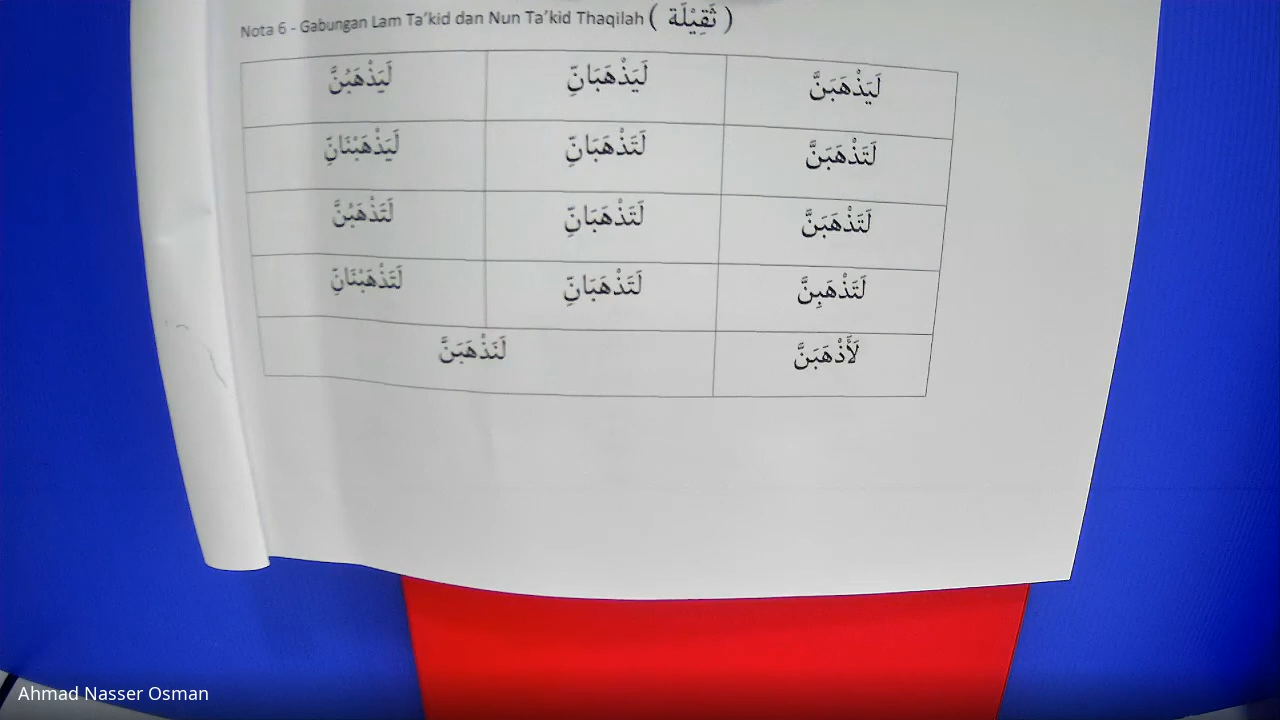 Nota 6 - Gabungan Lam Ta’kid dan Nun Ta’kid Thaqilah ( ثَقِيْلَة )
لَيَذْهَبَنَّ لَيَذْهَبَانِّ لَيَذْهَبُنَّ
لَتَذْهَبَنَّ لَتَذْهَبَانِّ لَيَذْهَبْنَانِّ
لَتَذْهَبَنَّ لَتَذْهَبَانِّ لَتَذْهَبُنَّ
لَتَذْهَبِنَّ لَتَذْهَبَانِّ لَتَذْهَبْنَانِّ
لَأَذْهَبَنَّ لَنَذْهَبَنَّ
Ahmad Nasser Osman